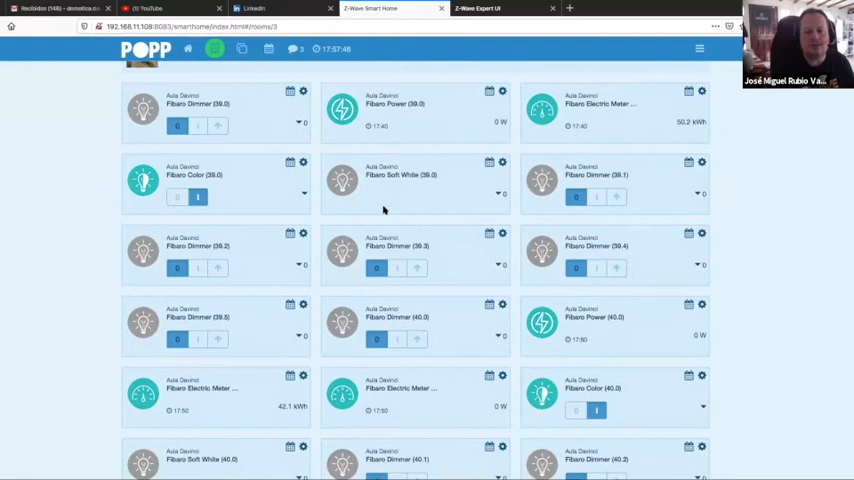 Recibidos (148) - domotica.da
(1) YouTube
LinkedIn
Z-Wave Smart Home
Z-Wave Expert UI
192.168.11.108:8083/smarthome/index.html#/rooms/3
POPP
3
17:57:46
José Miguel Rubio Va...
Aula Davinci
Fibaro Dimmer (39.0)
0
0
Aula Davinci
Fibaro Power (39.0)
17:40
0 W
Aula Davinci
Fibaro Electric Meter ...
17:40
50.2 kWh
Aula Davinci
Fibaro Color (39.0)
0 I
Aula Davinci
Fibaro Soft White (39.0)
0
Aula Davinci
Fibaro Dimmer (39.1)
0 I
0
Aula Davinci
Fibaro Dimmer (39.2)
0 I
0
Aula Davinci
Fibaro Dimmer (39.3)
0 I
0
Aula Davinci
Fibaro Dimmer (39.4)
0 I
0
Aula Davinci
Fibaro Dimmer (39.5)
0 I
0
Aula Davinci
Fibaro Dimmer (40.0)
0 I
0
Aula Davinci
Fibaro Power (40.0)
17:50
0 W
Aula Davinci
Fibaro Electric Meter ...
17:50
42.1 kWh
Aula Davinci
Fibaro Electric Meter ...
17:50
0 W
Aula Davinci
Fibaro Color (40.0)
0 I
Aula Davinci
Fibaro Soft White (40.0)
0
Aula Davinci
Fibaro Dimmer (40.1)
0
Aula Davinci
Fibaro Dimmer (40.2)
0